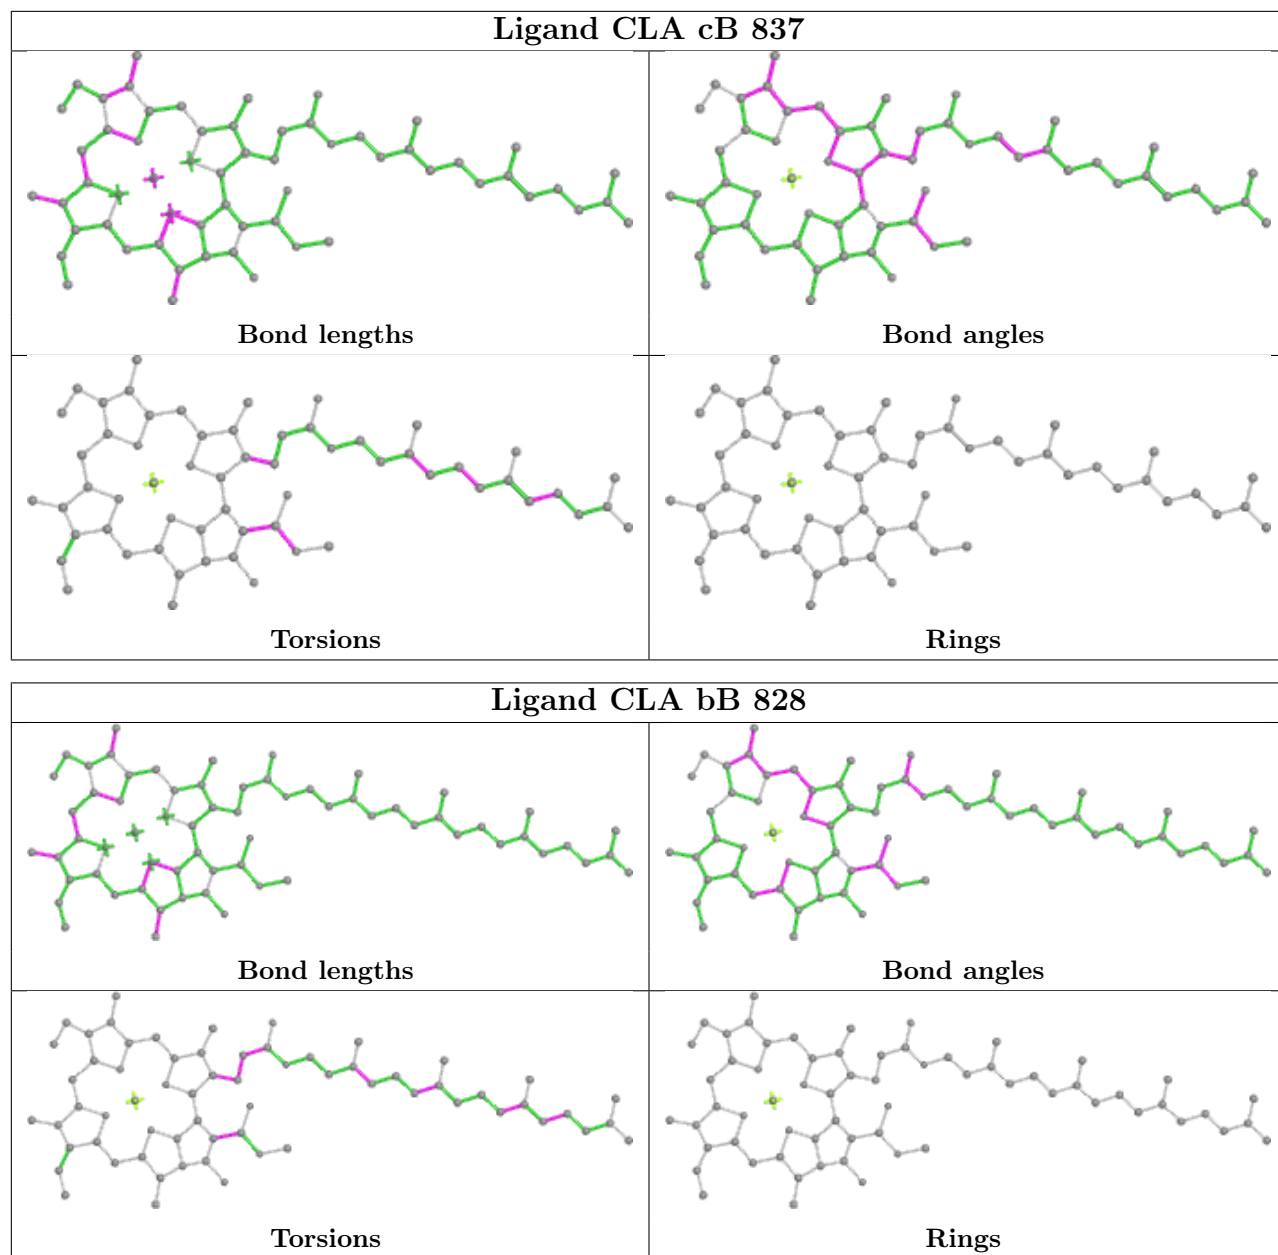 Ligand CLA cB 837
Bond lengths
Bond angles
Torsions
Rings
Ligand CLA bB 828
Bond lengths
Bond angles
Torsions
Rings